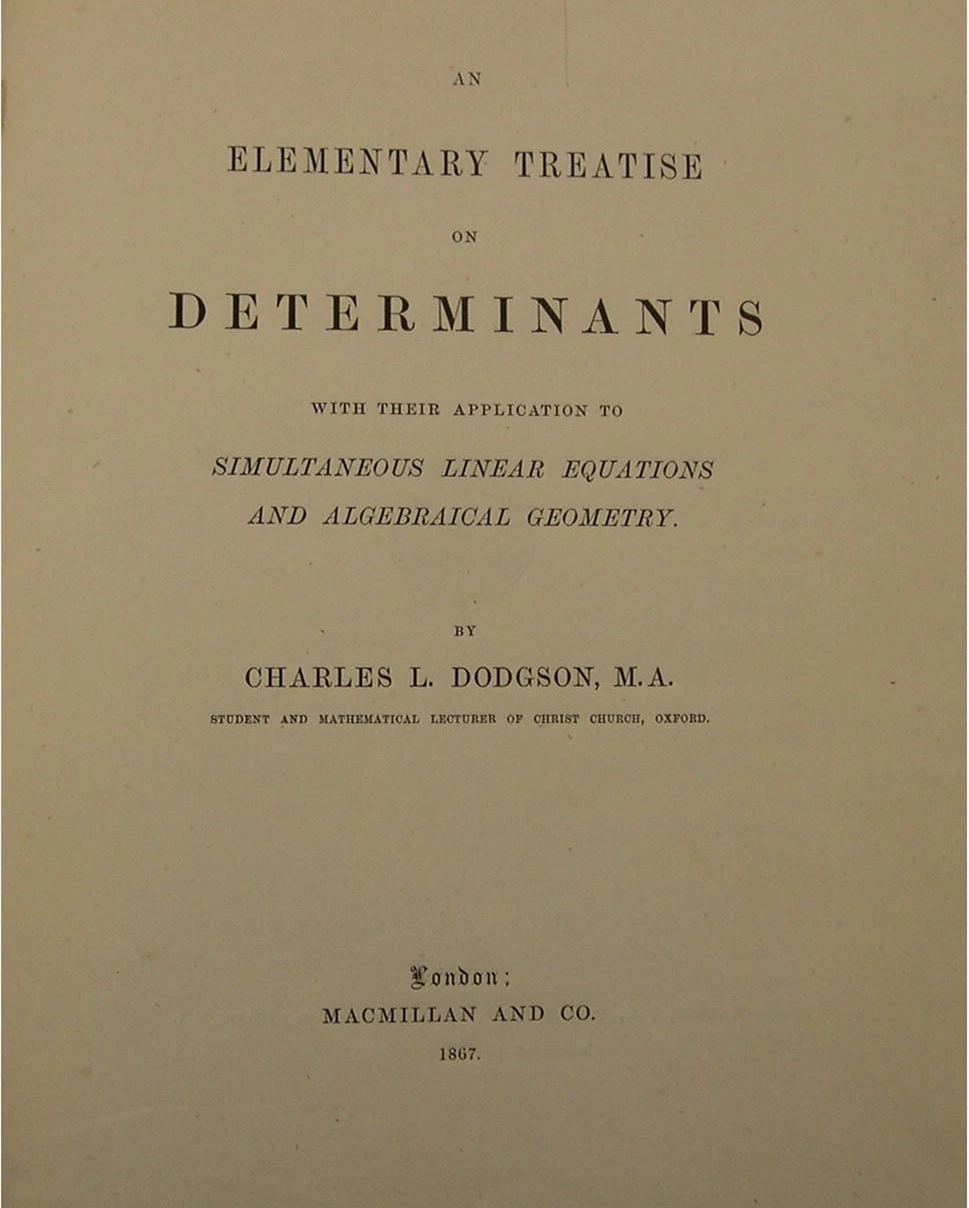 AN
ELEMENTARY TREATISE
ON
DETERMINANTS
WITH THEIR APPLICATION TO
SIMULTANEOUS LINEAR EQUATIONS
AND ALGEBRAICAL GEOMETRY.
BY
CHARLES L. DODGSON, M.A.
STUDENT AND MATHEMATICAL LECTURER OF CHRIST CHURCH, OXFORD.
London:
MACMILLAN AND CO.
1867.